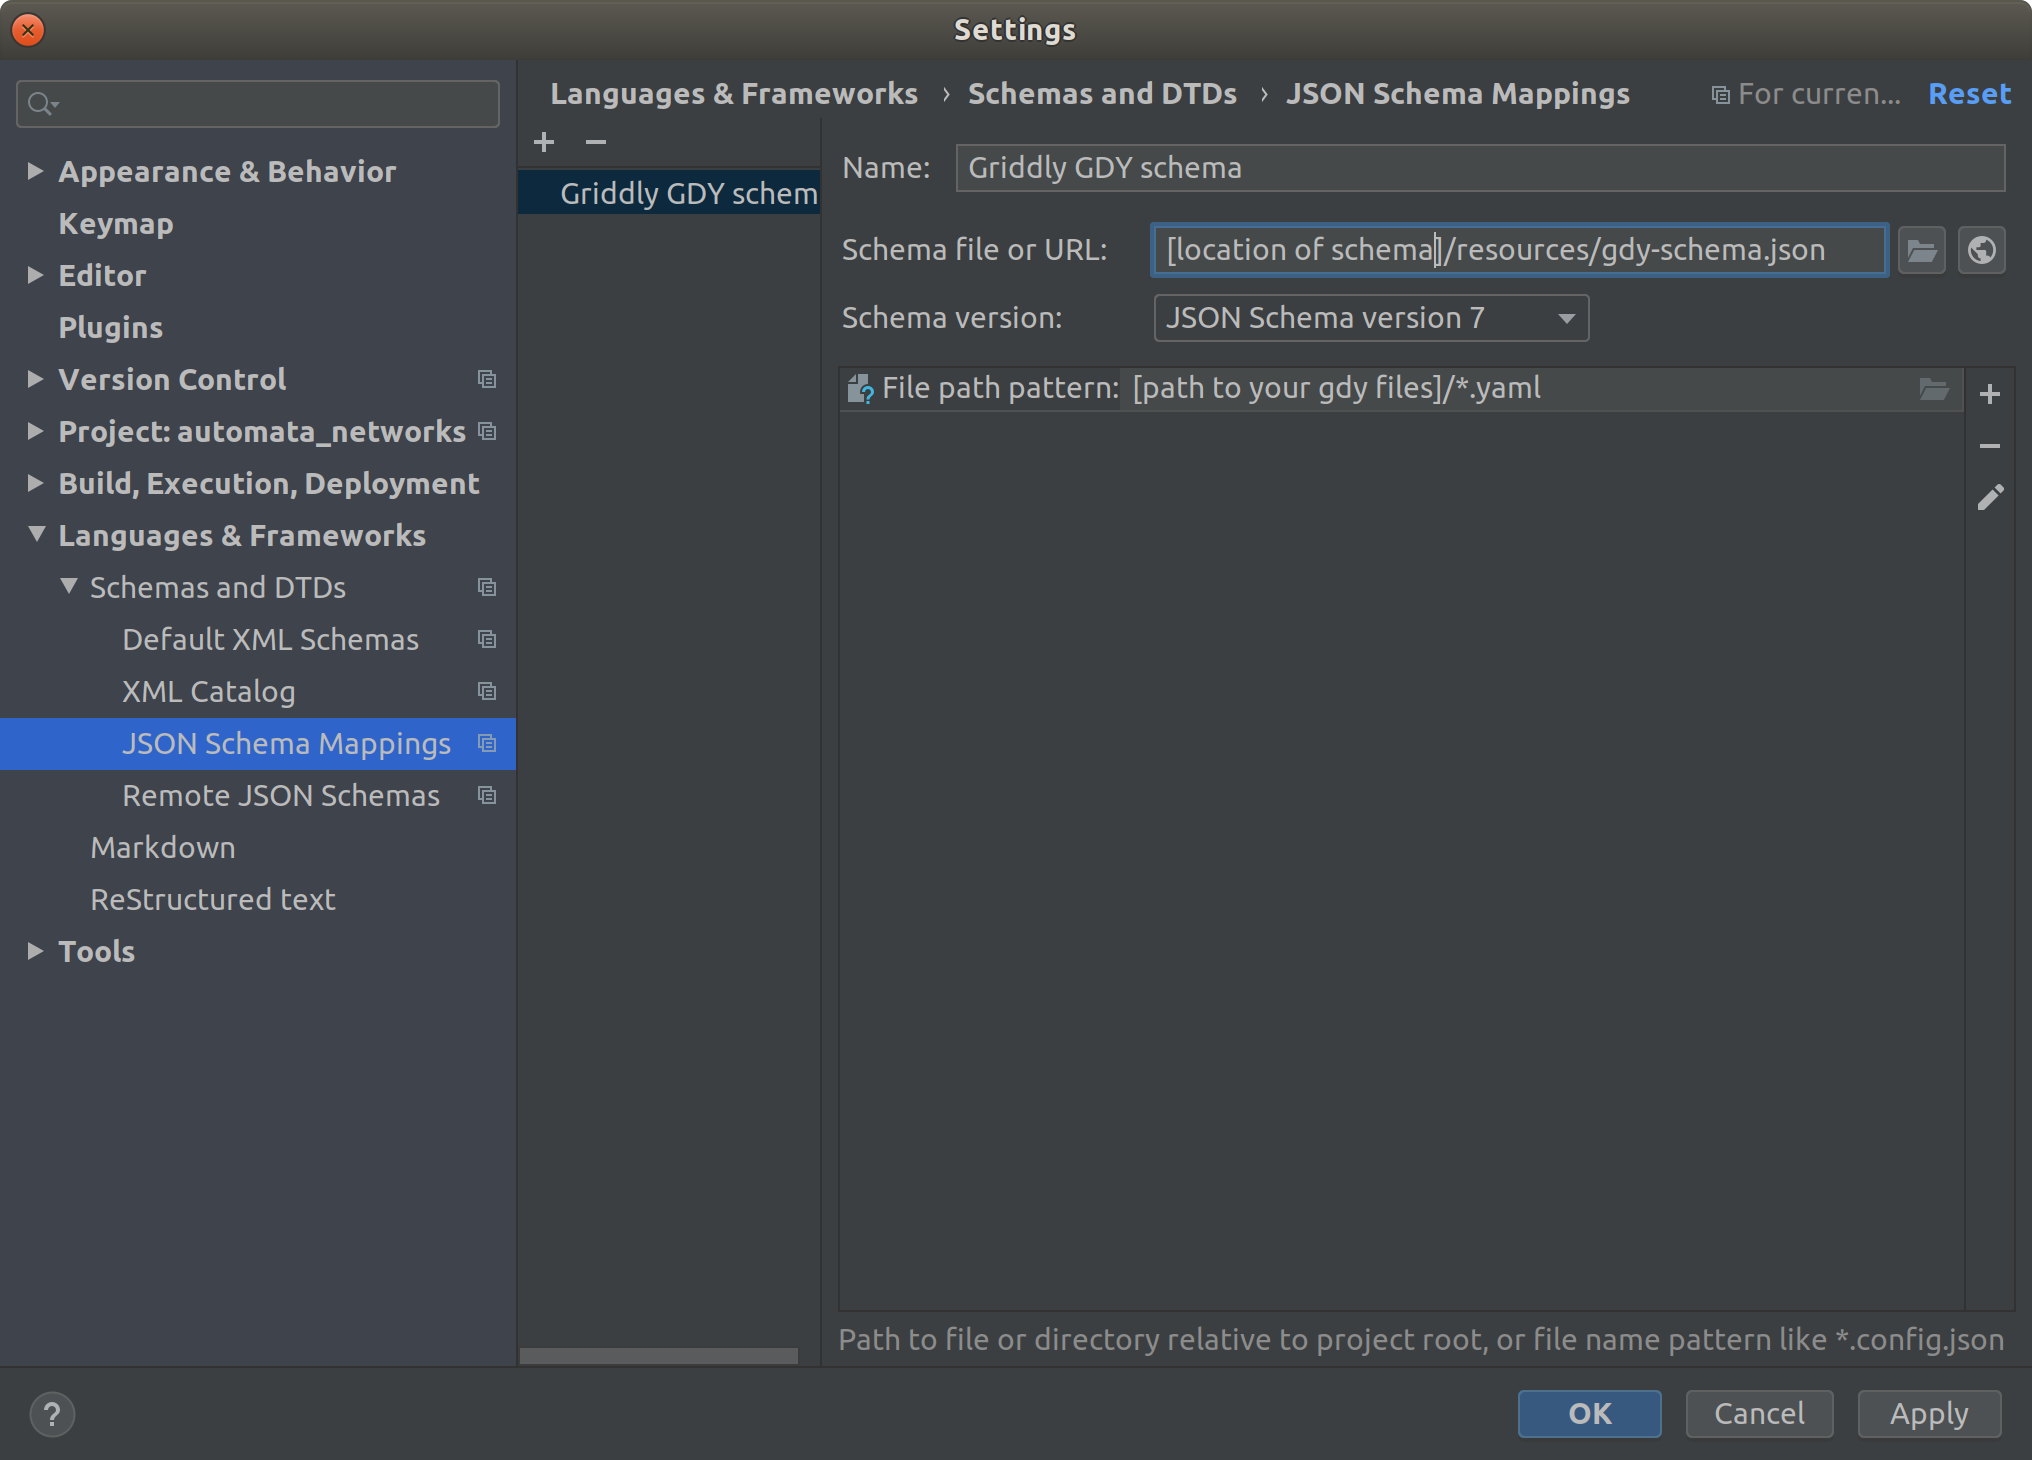 Settings
Languages & Frameworks › Schemas and DTDs › JSON Schema Mappings
For curren...
Reset
Appearance & Behavior
Keymap
Editor
Plugins
Version Control
Project: automata_networks
Build, Execution, Deployment
Languages & Frameworks
Schemas and DTDs
Default XML Schemas
XML Catalog
JSON Schema Mappings
Remote JSON Schemas
Markdown
ReStructured text
Tools
Griddly GDY schem
Name: Griddly GDY schema
Schema file or URL: [location of schema]/resources/gdy-schema.json
Schema version: JSON Schema version 7
File path pattern: [path to your gdy files]/*.yaml
Path to file or directory relative to project root, or file name pattern like *.config.json
?
OK
Cancel
Apply